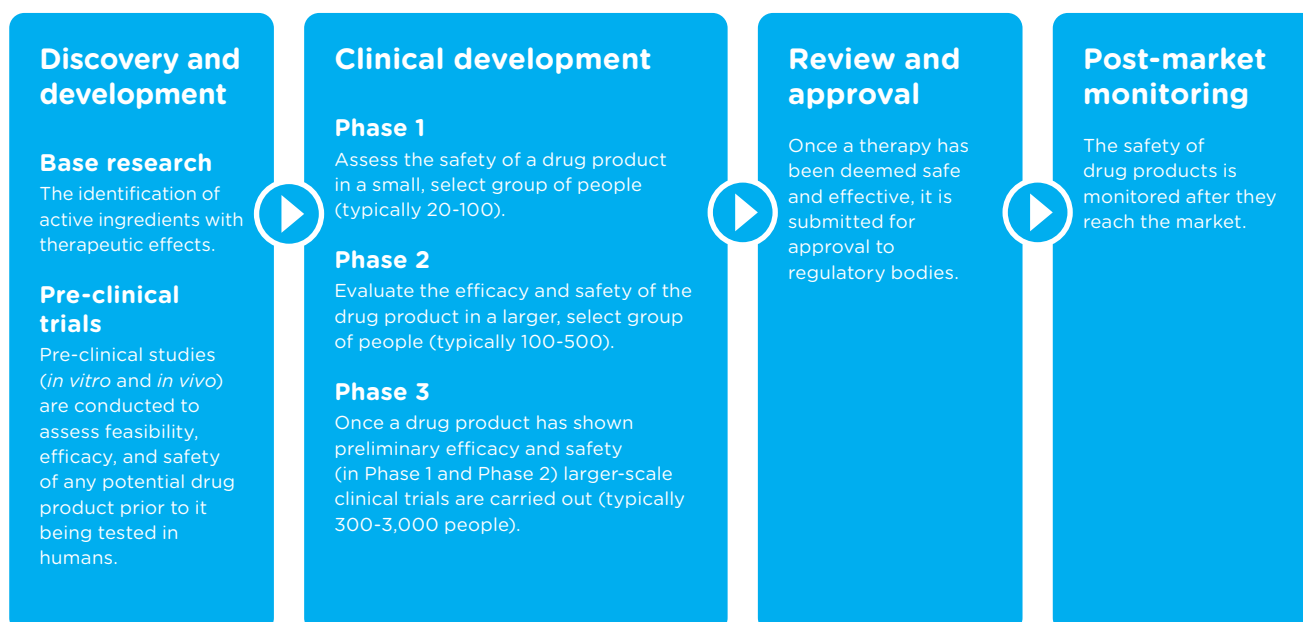 Discovery and
development
Base research
The identification of
active ingredients with
therapeutic effects.
Pre-clinical
trials
Pre-clinical studies
(in vitro and in vivo)
are conducted to
assess feasibility,
efficacy, and safety
of any potential drug
product prior to it
being tested in
humans.
Clinical development
Phase 1
Assess the safety of a drug product
in a small, select group of people
(typically 20-100).
Phase 2
Evaluate the efficacy and safety of the
drug product in a larger, select group
of people (typically 100-500).
Phase 3
Once a drug product has shown
preliminary efficacy and safety
(in Phase 1 and Phase 2) larger-scale
clinical trials are carried out (typically
300-3,000 people).
Review and
approval
Once a therapy has
been deemed safe
and effective, it is
submitted for
approval to
regulatory bodies.
Post-market
monitoring
The safety of
drug products is
monitored after they
reach the market.